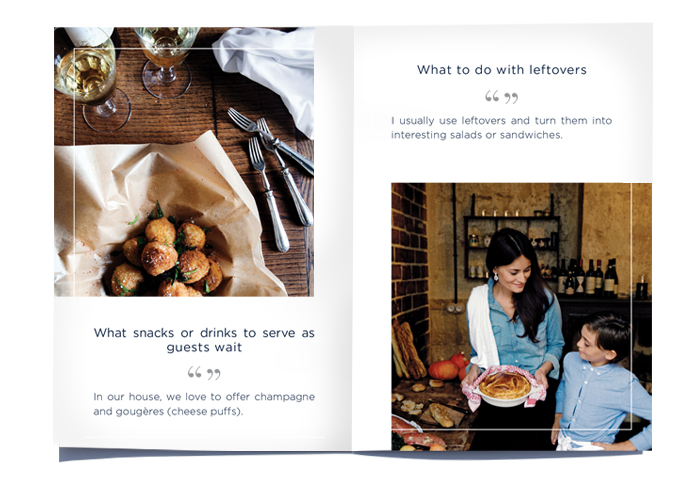 What snacks or drinks to serve as
guests wait
“ ”
In our house, we love to offer champagne
and gougères (cheese puffs).
What to do with leftovers
“ ”
I usually use leftovers and turn them into
interesting salads or sandwiches.